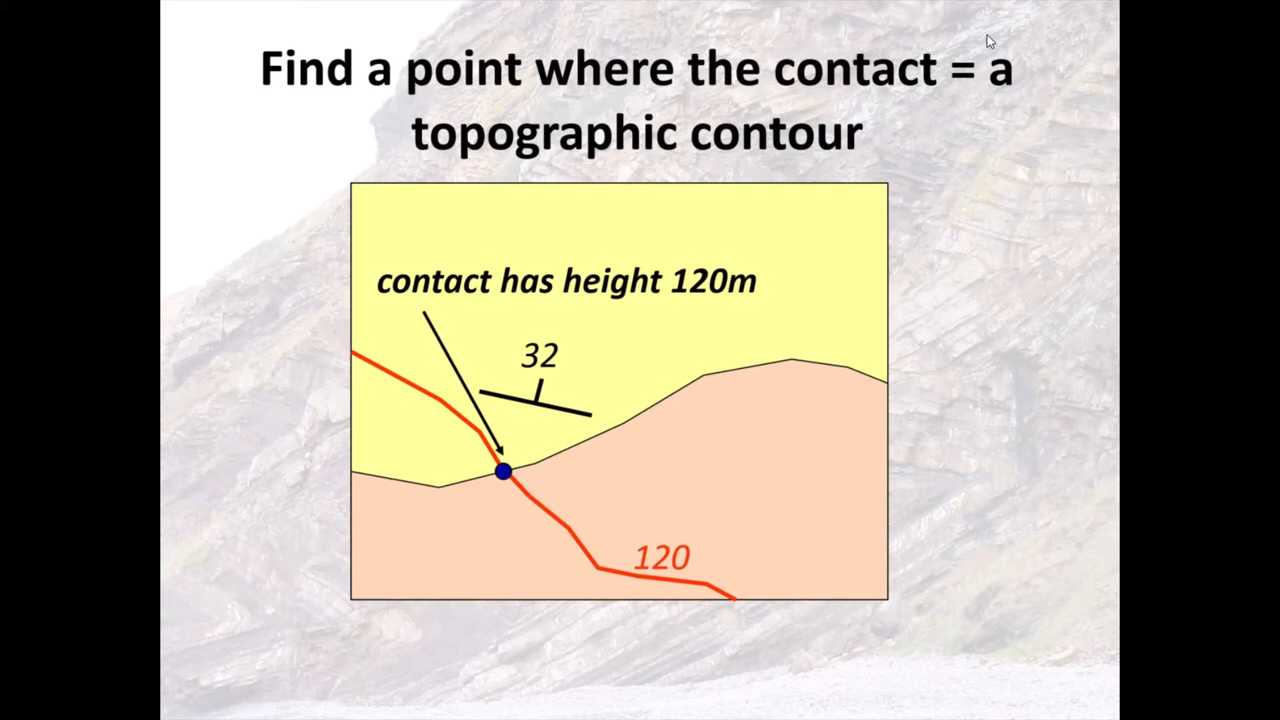 Find a point where the contact = a
topographic contour
contact has height 120m
32
120